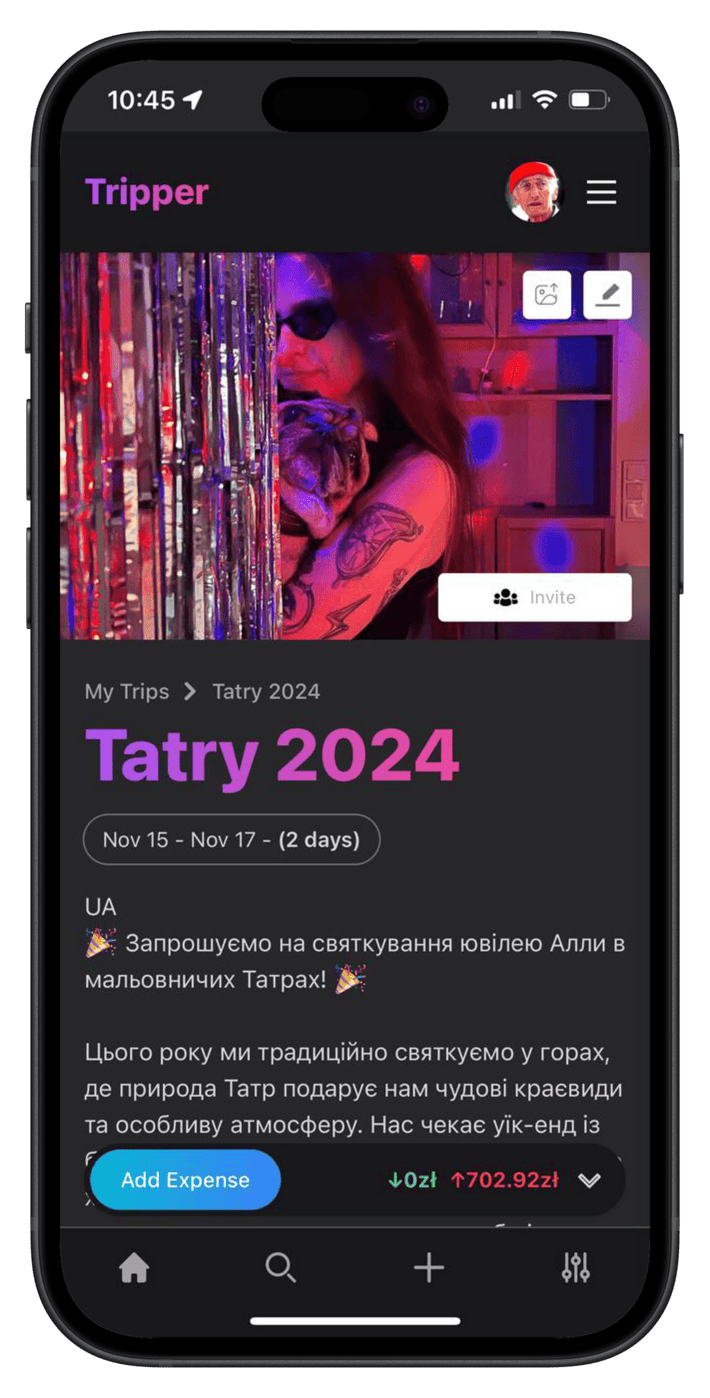 10:45
Tripper
Invite
My Trips Tatry 2024
Tatry 2024
Nov 15 - Nov 17 - (2 days)
UA
🎉 Запрошуємо на святкування ювілею Алли в
мальовничих Татрах! 🎉
Цього року ми традиційно святкуємо у горах,
де природа Татр подарує нам чудові краєвиди
та особливу атмосферу. Нас чекає уїк-енд із
Add Expense ↓0zł ↑702.92zł